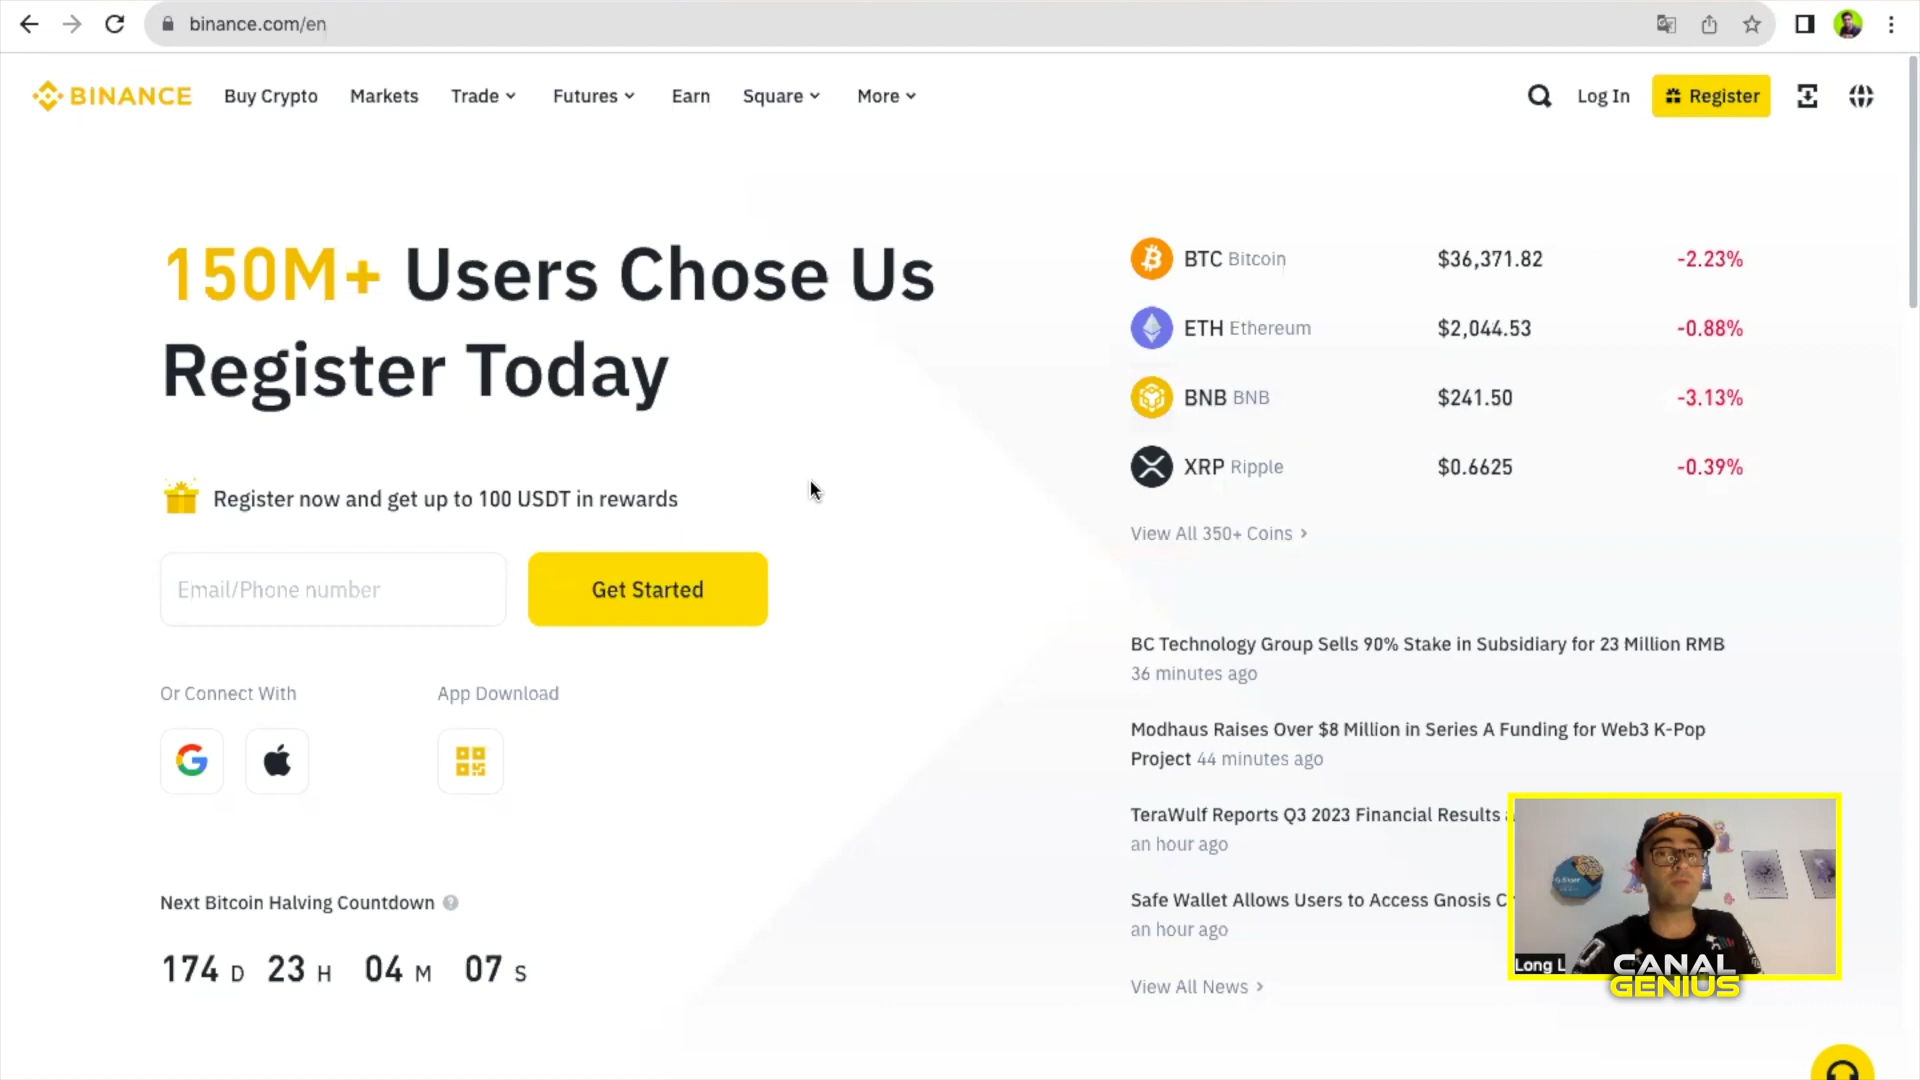 binance.com/en
BINANCE
Buy Crypto
Markets
Trade
Futures
Earn
Square
More
Log In
Register
150M+ Users Chose Us
Register Today
Register now and get up to 100 USDT in rewards
Email/Phone number
Get Started
Or Connect With
App Download
Next Bitcoin Halving Countdown
174 D 23 H 04 M 07 S
BTC Bitcoin $36,371.82 -2.23%
ETH Ethereum $2,044.53 -0.88%
BNB BNB $241.50 -3.13%
XRP Ripple $0.6625 -0.39%
View All 350+ Coins
BC Technology Group Sells 90% Stake in Subsidiary for 23 Million RMB
36 minutes ago
Modhaus Raises Over $8 Million in Series A Funding for Web3 K-Pop
Project 44 minutes ago
TeraWulf Reports Q3 2023 Financial Results
an hour ago
Safe Wallet Allows Users to Access Gnosis
an hour ago
View All News
Long
CANAL
GENIUS